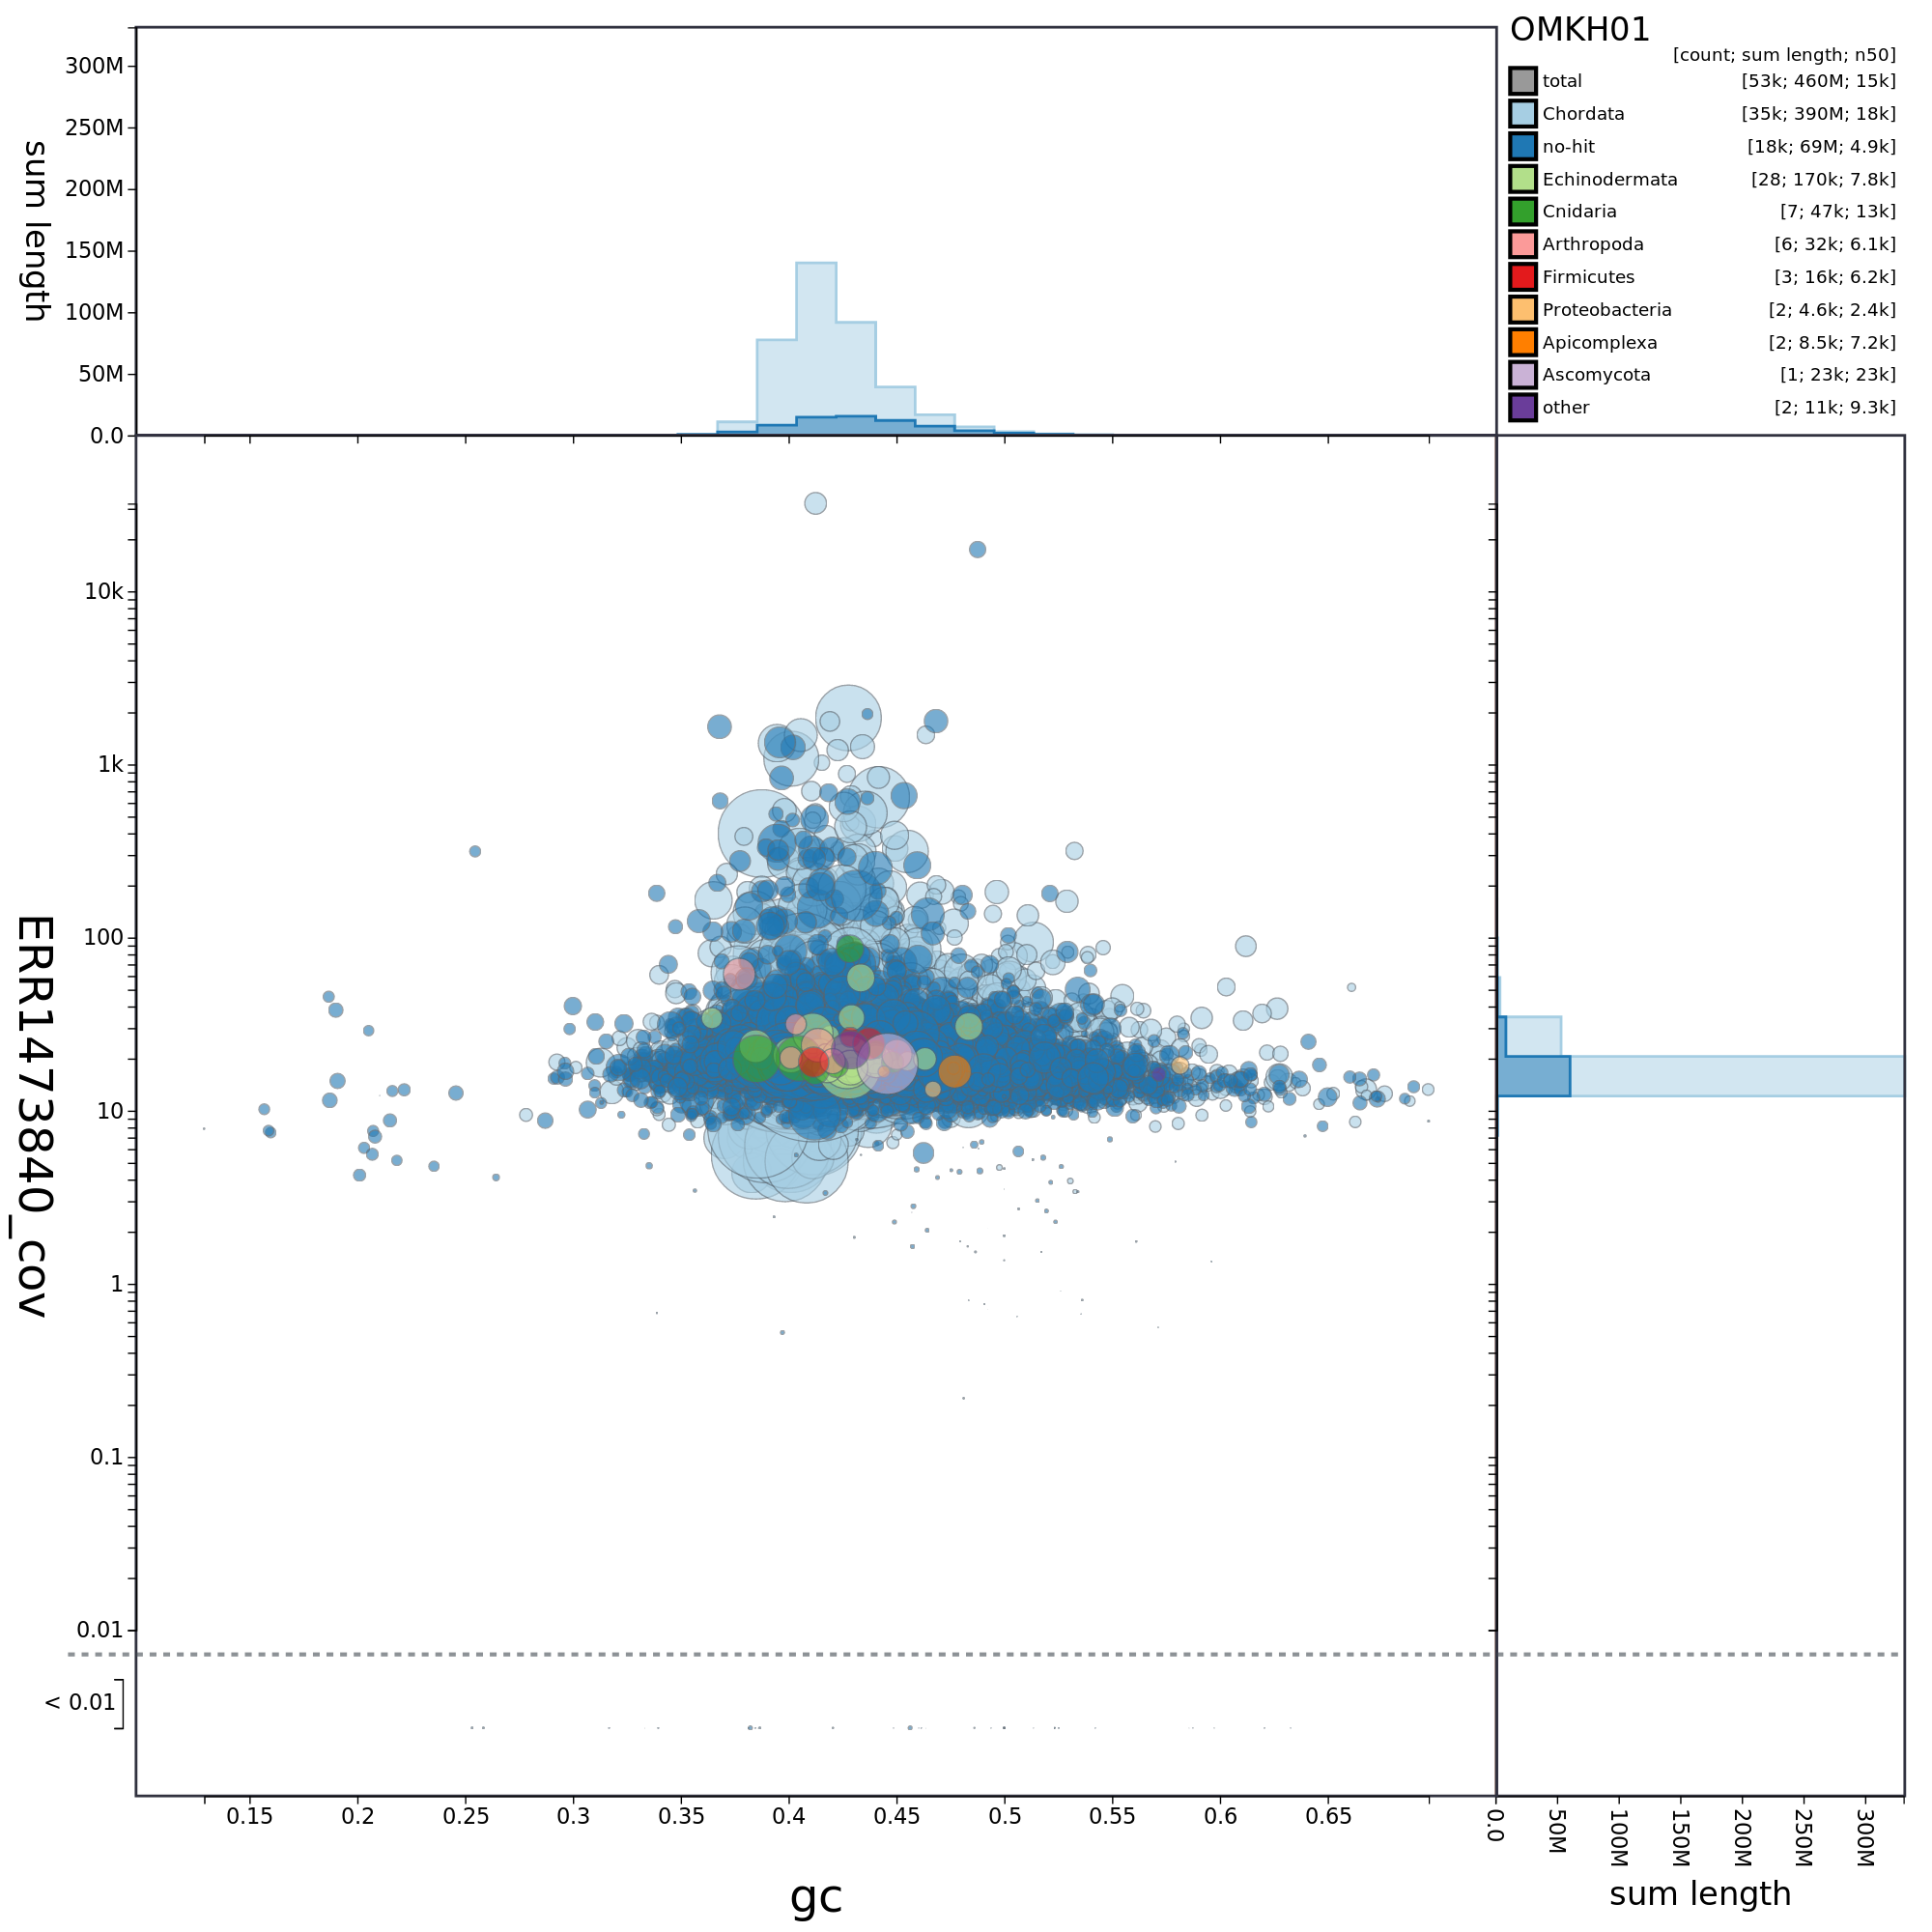 OMKH01
[count; sum length; n50]
total [53k; 460M; 15k]
Chordata [35k; 390M; 18k]
no-hit [18k; 69M; 4.9k]
Echinodermata [28; 170k; 7.8k]
Cnidaria [7; 47k; 13k]
Arthropoda [6; 32k; 6.1k]
Firmicutes [3; 16k; 6.2k]
Proteobacteria [2; 4.6k; 2.4k]
Apicomplexa [2; 8.5k; 7.2k]
Ascomycota [1; 23k; 23k]
other [2; 11k; 9.3k]
sum length
300M
250M
200M
150M
100M
50M
0.0
ERR1473840_cov
10k
1k
100
10
1
0.1
0.01
< 0.01
0.15 0.2 0.25 0.3 0.35 0.4 0.45 0.5 0.55 0.6 0.65
gc
0.0 50M 100M 150M 200M 250M 300M
sum length